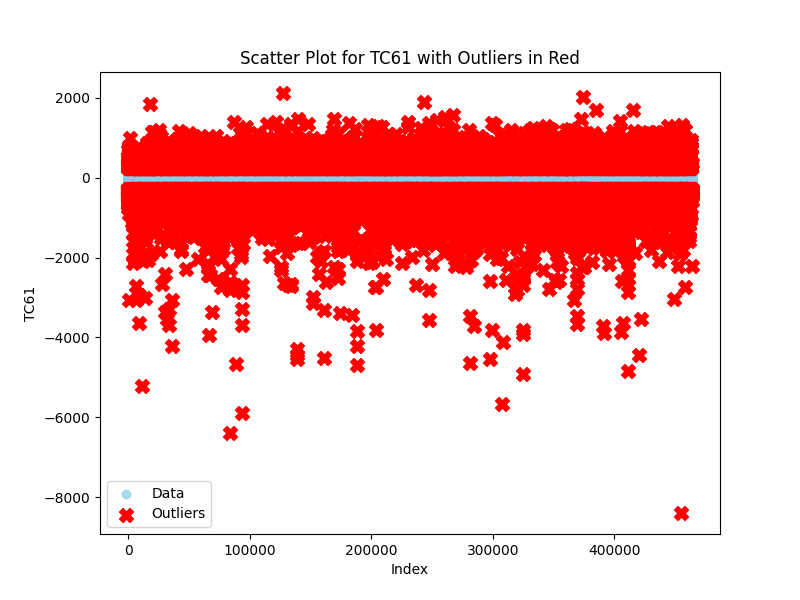 Scatter Plot for TC61 with Outliers in Red
2000
0
−2000
−4000
−6000
−8000
TC61
Data
Outliers
0 100000 200000 300000 400000
Index